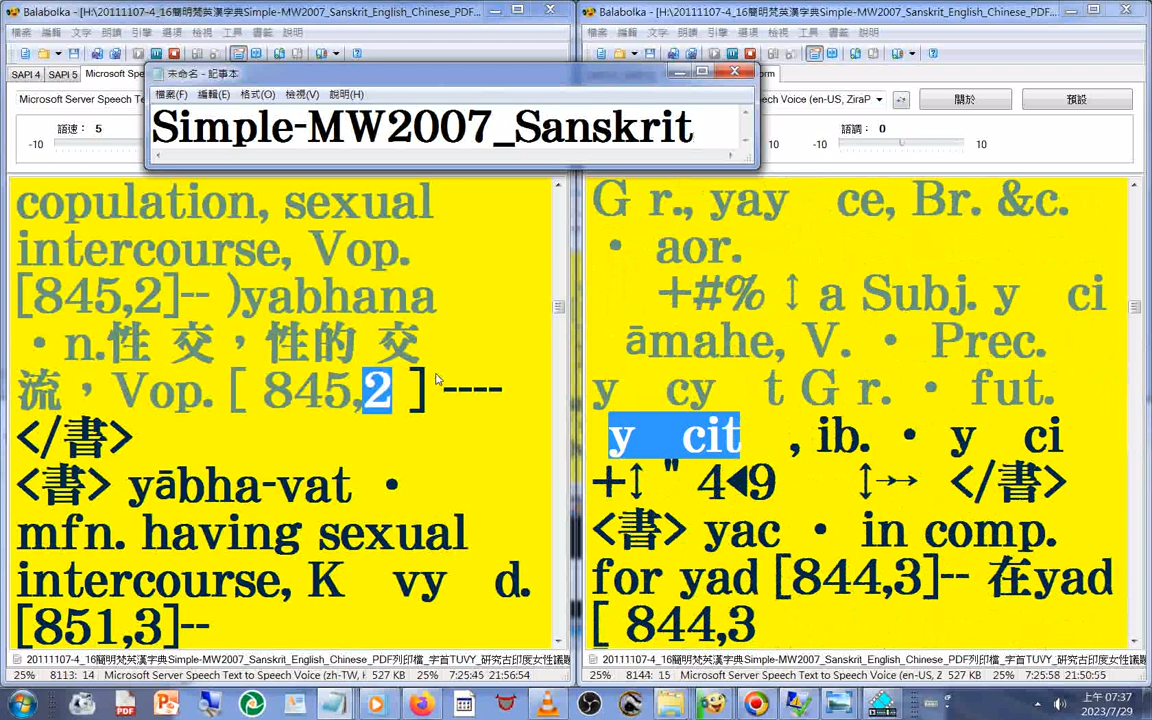 Balabolka - [H:\20111107-4_16簡明梵英漢字典Simple-MW2007_Sanskrit_English_Chinese_PDF...
檔案 編輯 文字 朗讀 引擎 選項 檢視 工具 書籤 說明
SAPI 4 SAPI 5 Microsoft Sp
Microsoft Server Speech Text
語速： 5
-10
未命名 - 記事本
檔案(F) 編輯(E) 格式(O) 檢視(V) 說明(H)
Simple-MW2007_Sanskrit
copulation, sexual
intercourse, Vop.
[845,2]-- )yabhana
• n.性 交，性的 交
流，Vop. [ 845,2 ] ----
</書>
<書> yābha-vat •
mfn. having sexual
intercourse, K vy d.
[851,3]--
20111107-4_16簡明梵英漢字典Simple-MW2007_Sanskrit_English_Chinese_PDF列印檔_字首TUVY_研究古印度女性議題
25% 8113: 14 Microsoft Server Speech Text to Speech Voice (zh-TW, H 527 KB 25% 7:25:45 21:56:54
Balabolka - [H:\20111107-4_16簡明梵英漢字典Simple-MW2007_Sanskrit_English_Chinese_PDF...
檔案 編輯 文字 朗讀 引擎 選項 檢視 工具 書籤 說明
ech Voice (en-US, ZiraP 關於 預設
語調： 0
10 -10 10
G r., yay ce, Br. &c.
• aor.
+#% ↕ a Subj. y ci
āmahe, V. • Prec.
y cy t G r. • fut.
y cit , ib. • y ci
+↕ " 4◀9 ↕→→ </書>
<書> yac • in comp.
for yad [844,3]-- 在yad
[ 844,3
20111107-4_16簡明梵英漢字典Simple-MW2007_Sanskrit_English_Chinese_PDF列印檔_字首TUVY_研究古印度女性議題
25% 8144: 15 Microsoft Server Speech Text to Speech Voice (en-US, Z 527 KB 25% 7:25:58 21:50:55
上午 07:37
2023/7/29